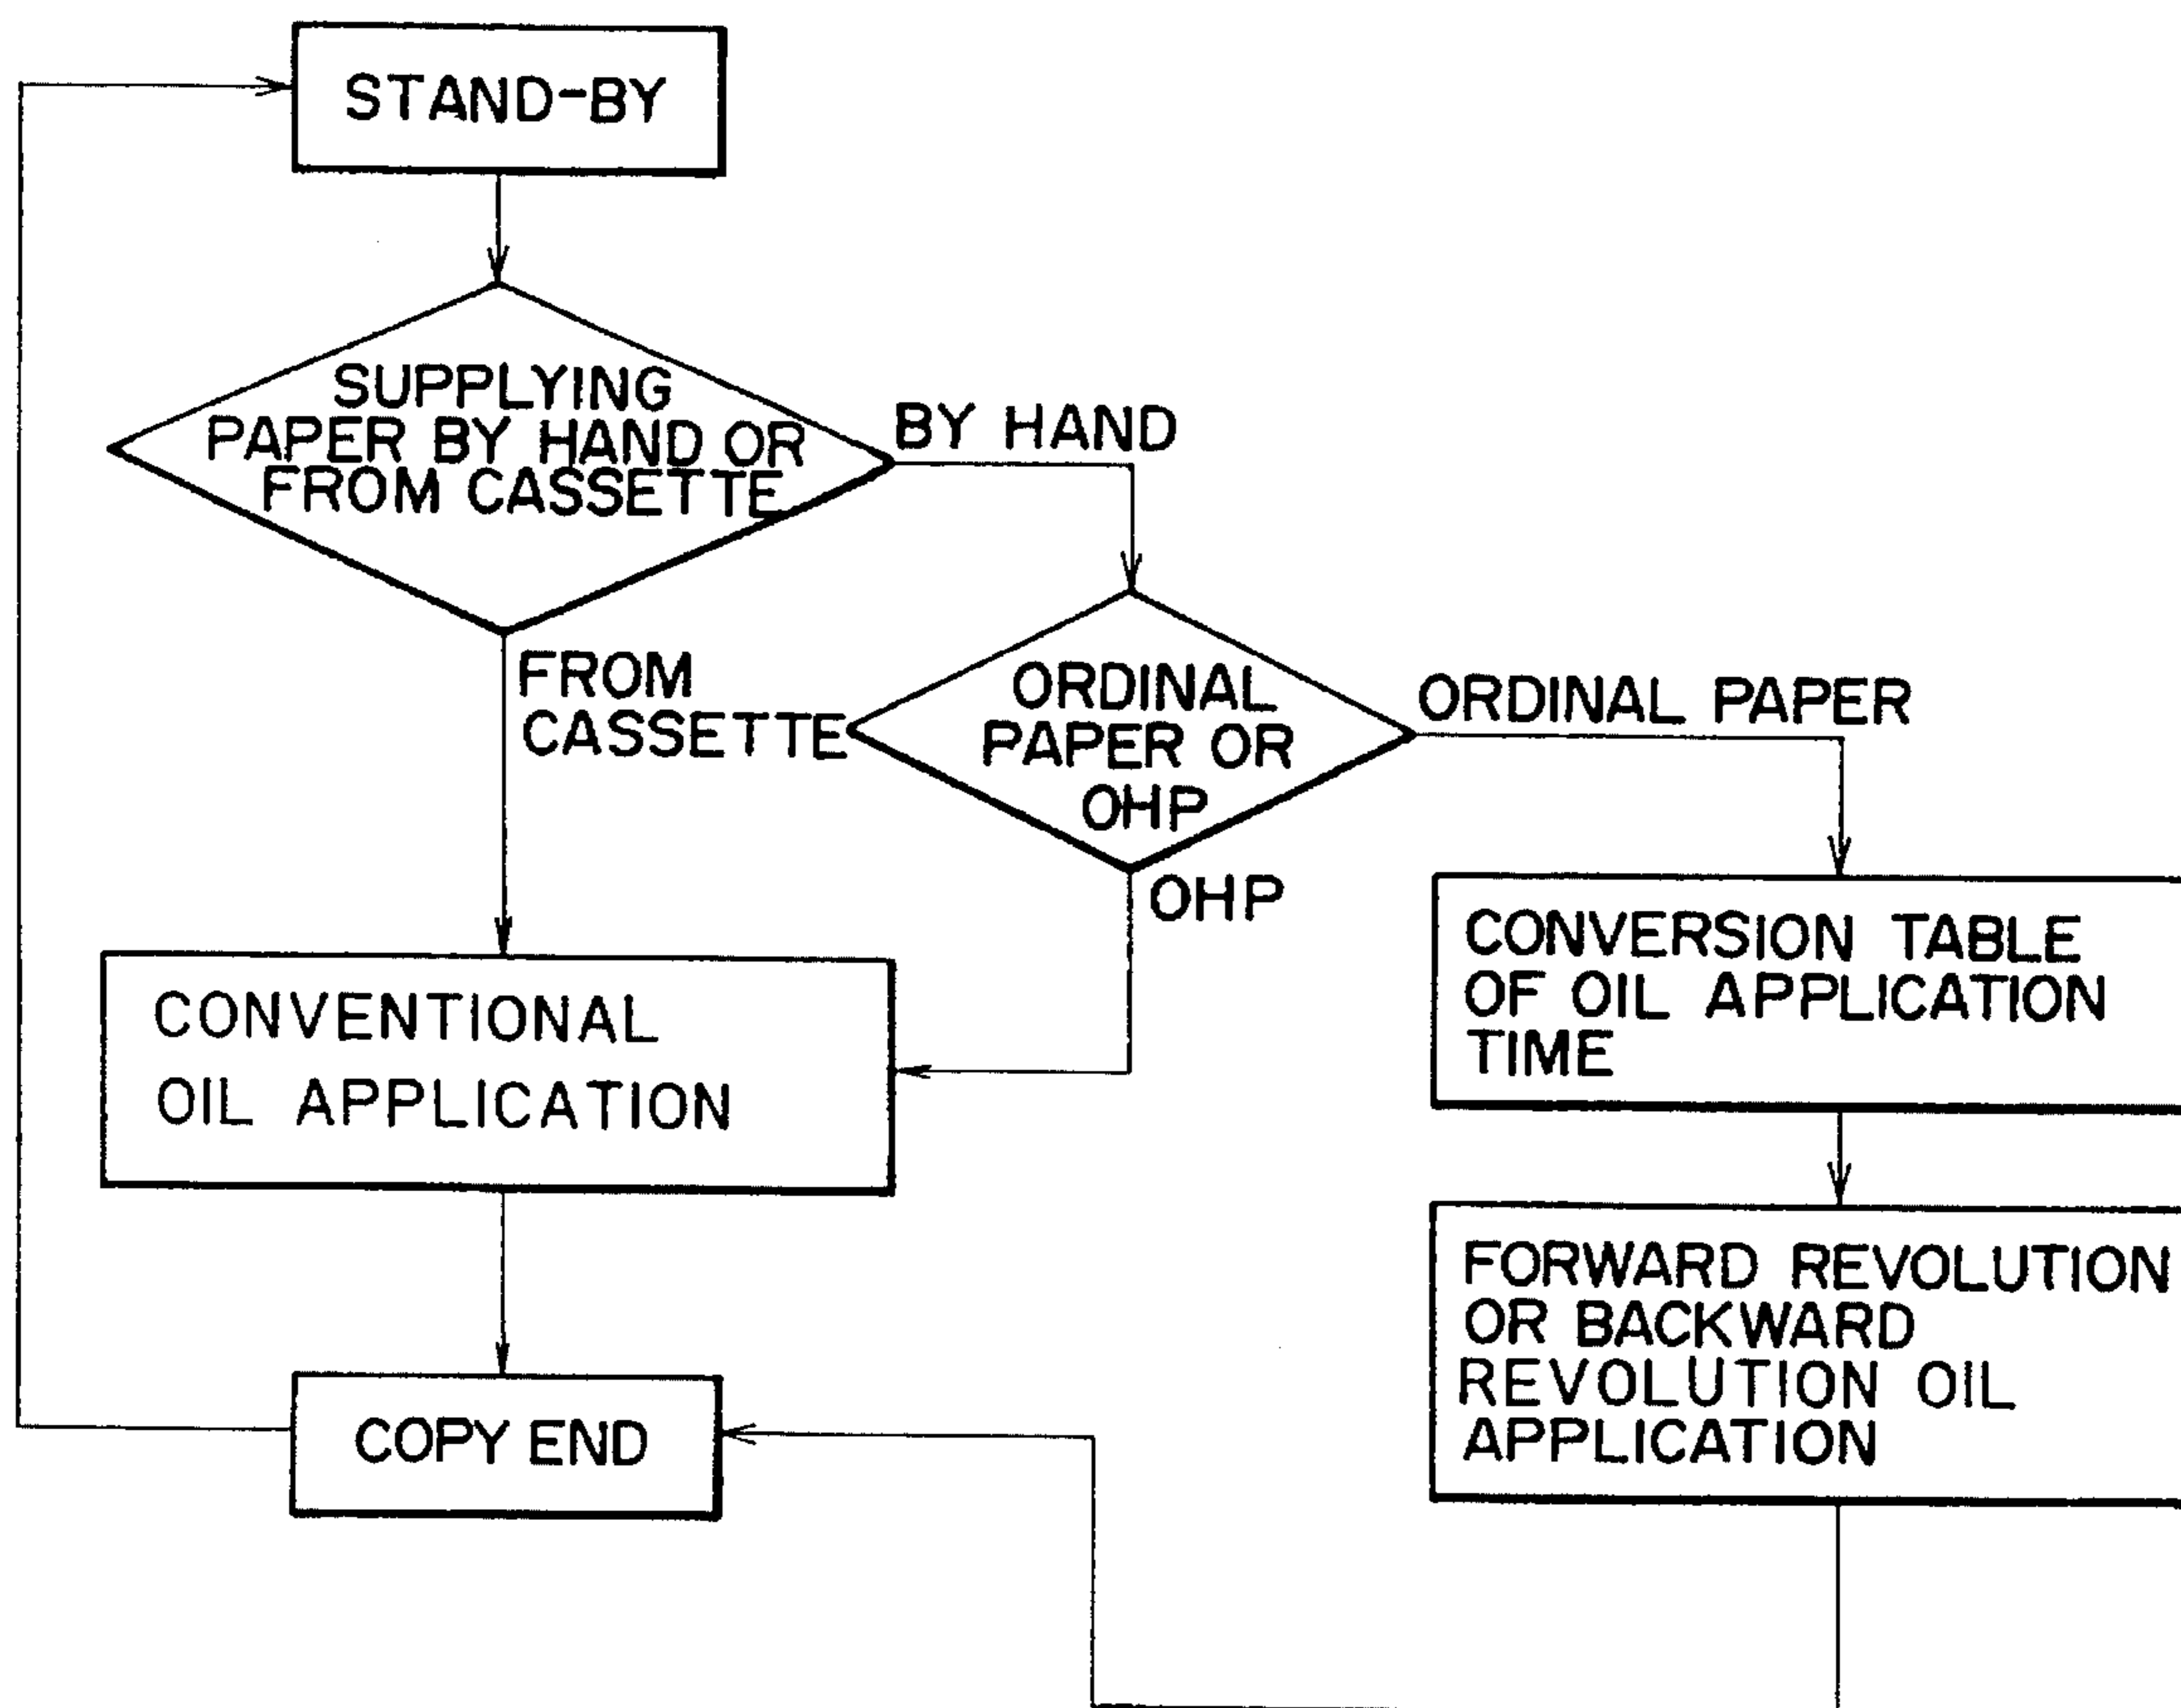 STAND-BY
SUPPLYING
PAPER BY HAND OR
FROM CASSETTE
BY HAND
FROM
CASSETTE
ORDINAL
PAPER OR
OHP
ORDINAL PAPER
OHP
CONVENTIONAL
OIL APPLICATION
CONVERSION TABLE
OF OIL APPLICATION
TIME
FORWARD REVOLUTION
OR BACKWARD
REVOLUTION OIL
APPLICATION
COPY END